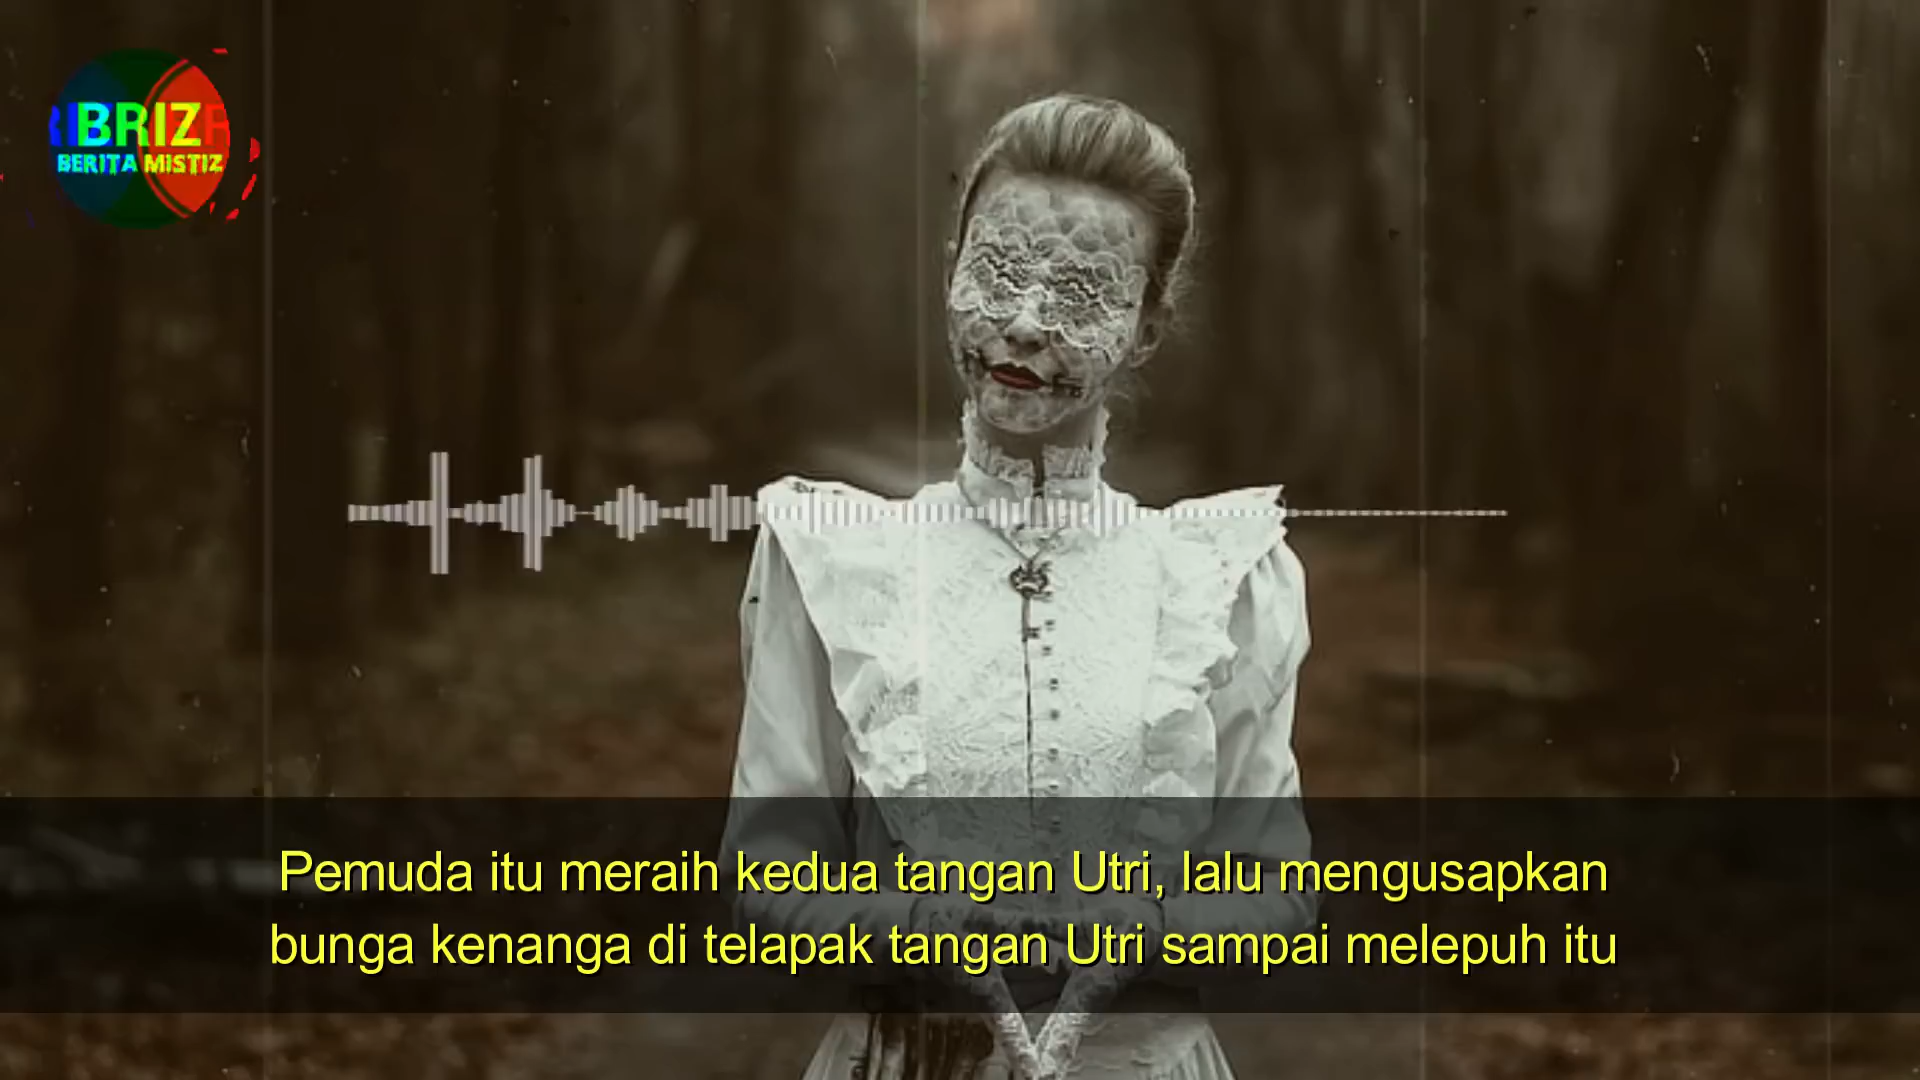 BRIZ
BERITA MISTIZ
Pemuda itu meraih kedua tangan Utri, lalu mengusapkan
bunga kenanga di telapak tangan Utri sampai melepuh itu